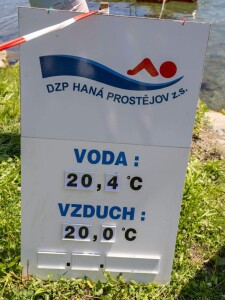 DZP HANÁ PROSTĚJOV z.s.
VODA :
20,4 °C
VZDUCH :
20,0 °C